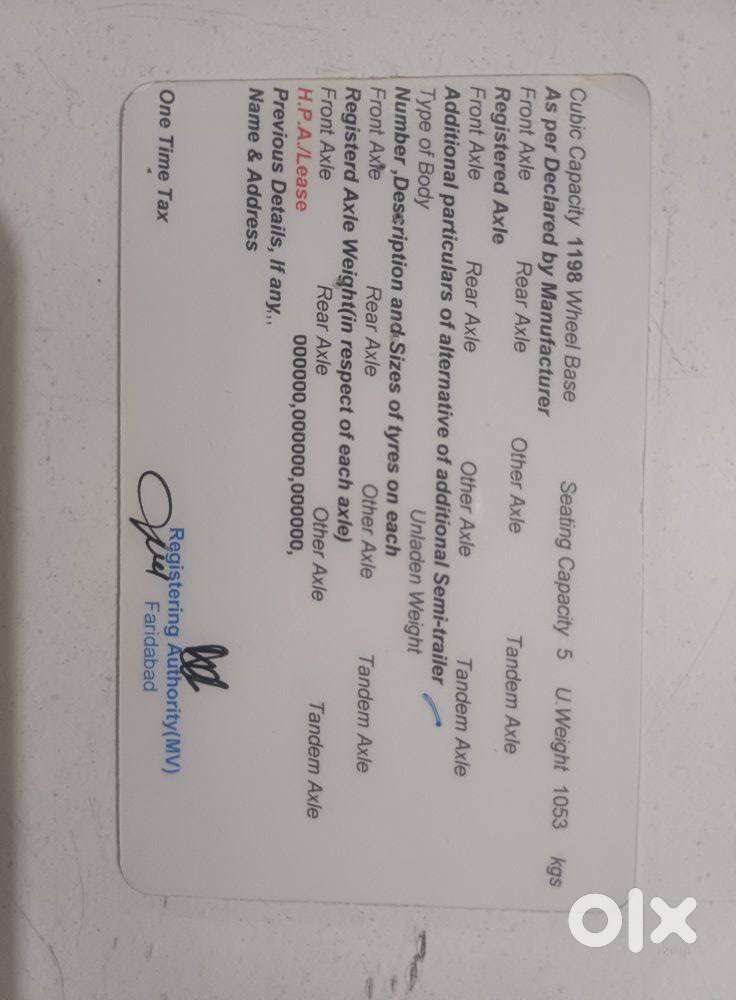 Cubic Capacity 1198 Wheel Base Seating Capacity 5 U.Weight 1053 kgs
As per Declared by Manufacturer
Front Axle Rear Axle Other Axle Tandem Axle
Registered Axle
Front Axle Rear Axle Other Axle Tandem Axle
Additional particulars of alternative of additional Semi-trailer
Type of Body Unladen Weight
Number ,Description and Sizes of tyres on each
Front Axle Rear Axle Other Axle Tandem Axle
Registerd Axle Weight(in respect of each axle)
Front Axle Rear Axle Other Axle Tandem Axle
H.P.A./Lease 000000,000000,000000,
Previous Details, If any,,,
Name & Address
One Time Tax
Registering Authority(MV)
Faridabad
olx